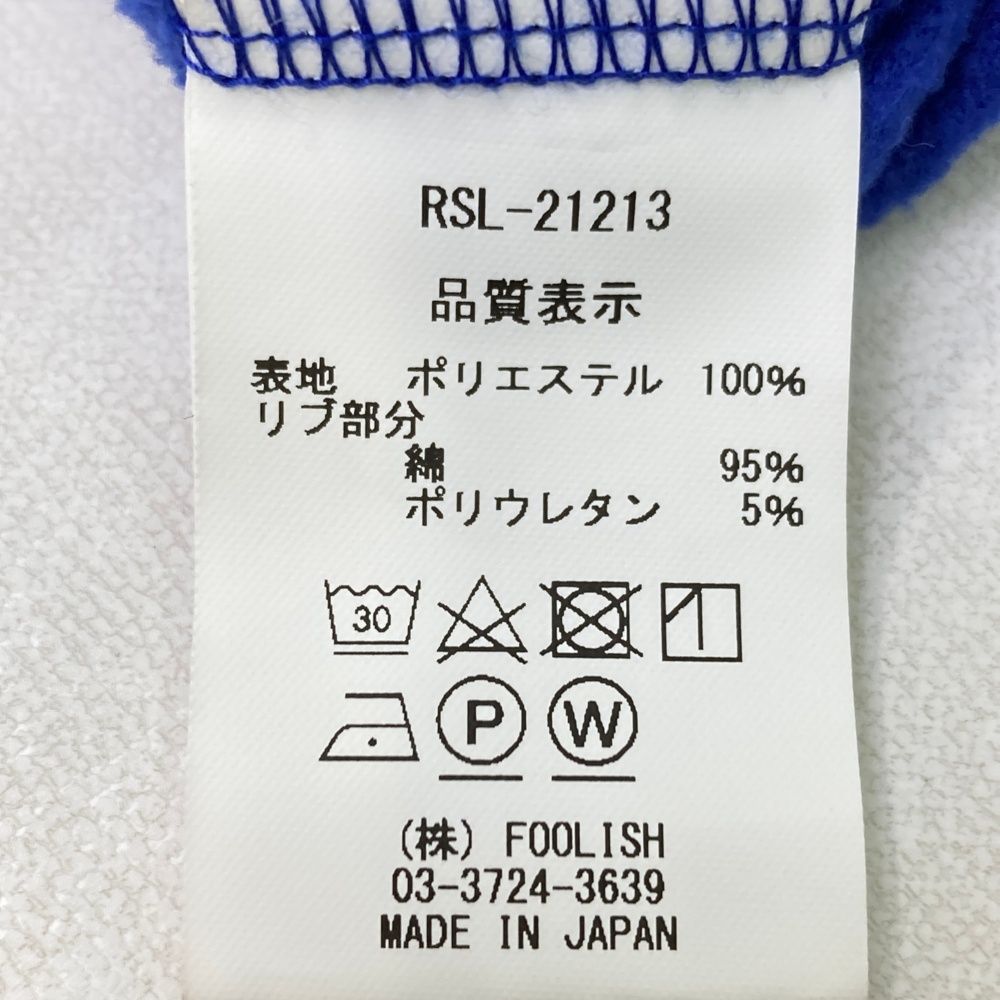 RSL-21213
品質表示
表地 ポリエステル 100%
リブ部分
綿 95%
ポリウレタン 5%
30
P W
(株) FOOLISH
03-3724-3639
MADE IN JAPAN